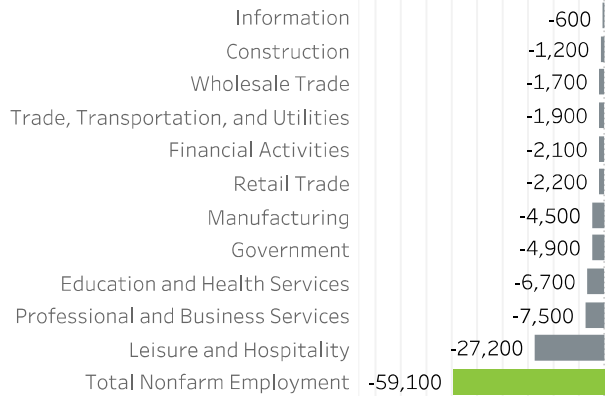 Information -600
Construction -1,200
Wholesale Trade -1,700
Trade, Transportation, and Utilities -1,900
Financial Activities -2,100
Retail Trade -2,200
Manufacturing -4,500
Government -4,900
Education and Health Services -6,700
Professional and Business Services -7,500
Leisure and Hospitality -27,200
Total Nonfarm Employment -59,100